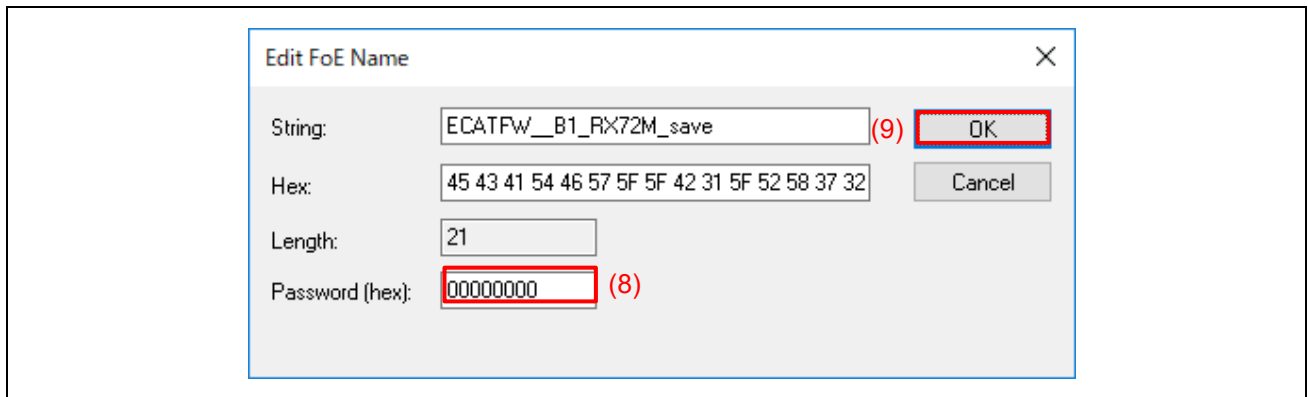 Edit FoE Name
String: ECATFW__B1_RX72M_save (9) OK
Hex: 45 43 41 54 46 57 5F 5F 42 31 5F 52 58 37 32 Cancel
Length: 21
Password (hex): 00000000 (8)